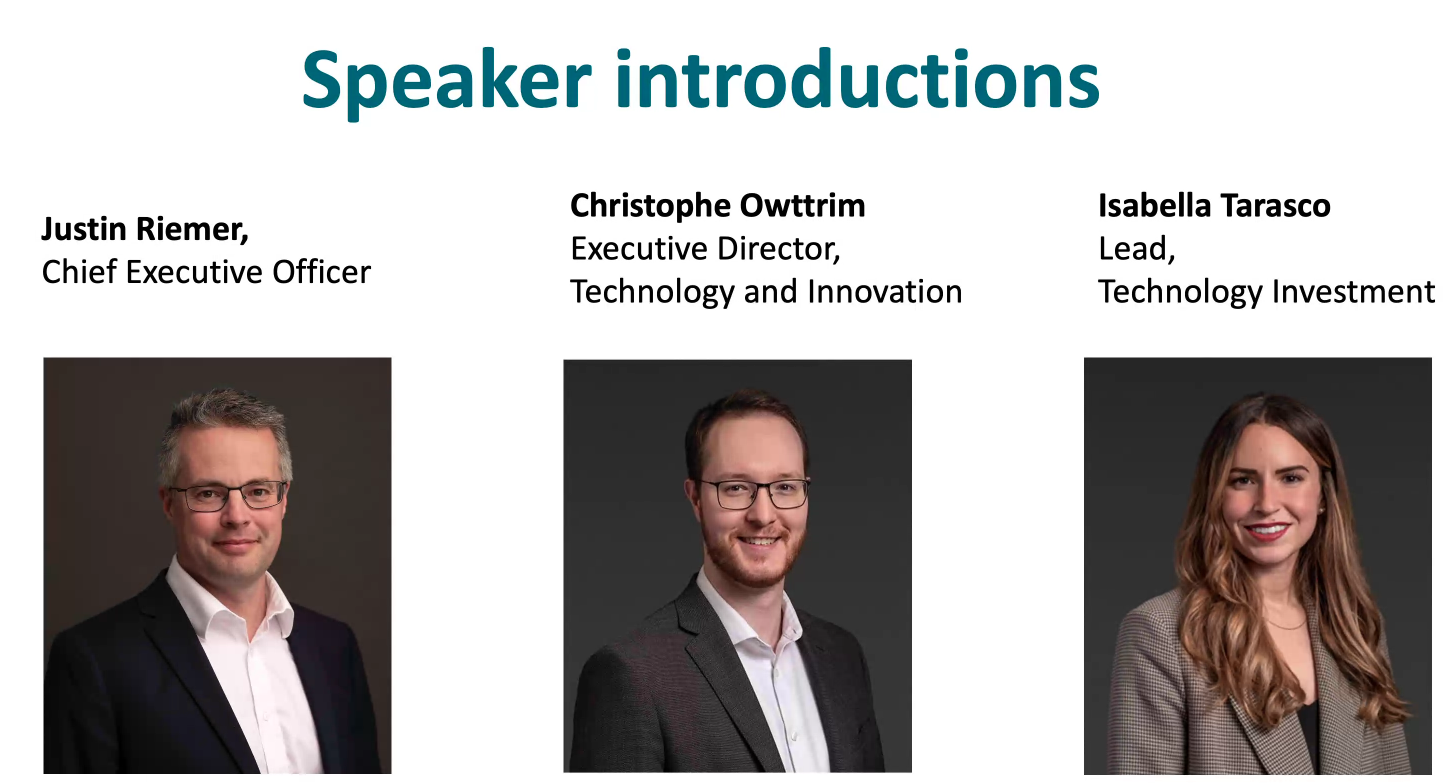 Speaker introductions
Justin Riemer,
Chief Executive Officer
Christophe Owttrim
Executive Director,
Technology and Innovation
Isabella Tarasco
Lead,
Technology Investment